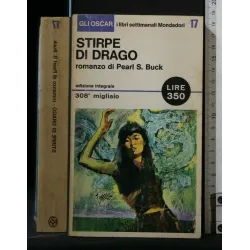 GLI OSCAR
i libri settimanali Mondadori
17
STIRPE
DI DRAGO
romanzo di Pearl S. Buck
edizione integrale
308° migliaio
LIRE
350
17